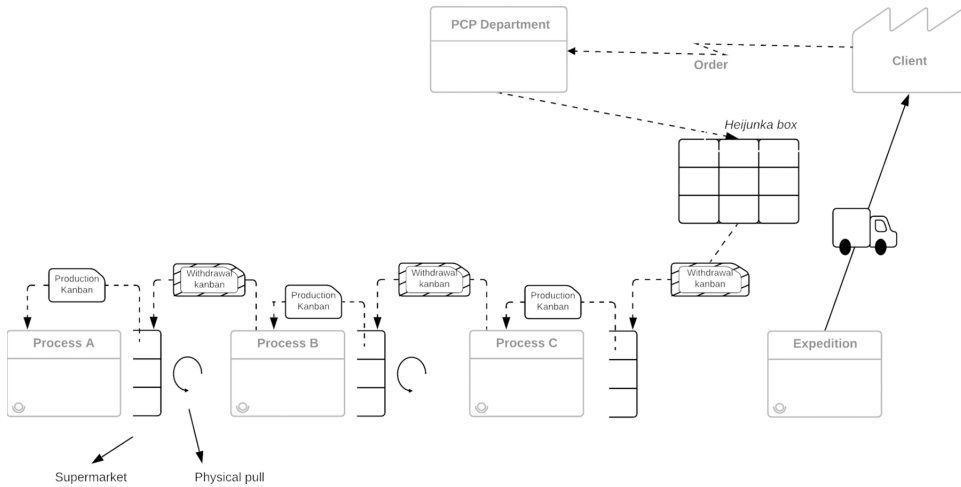 PCP Department
Order
Client
Heijunka box
Production
Kanban
Withdrawal
kanban
Production
Kanban
Withdrawal
kanban
Production
Kanban
Withdrawal
kanban
Process A
Process B
Process C
Expedition
Supermarket
Physical pull